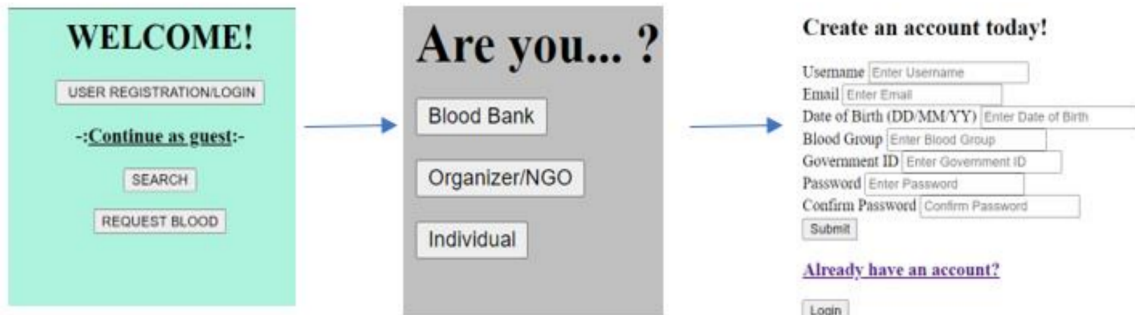 WELCOME!
USER REGISTRATION/LOGIN
-:Continue as guest:-
SEARCH
REQUEST BLOOD
Are you... ?
Blood Bank
Organizer/NGO
Individual
Create an account today!
Username Enter Username
Email Enter Email
Date of Birth (DD/MM/YY) Enter Date of Birth
Blood Group Enter Blood Group
Government ID Enter Government ID
Password Enter Password
Confirm Password Confirm Password
Submit
Already have an account?
Login